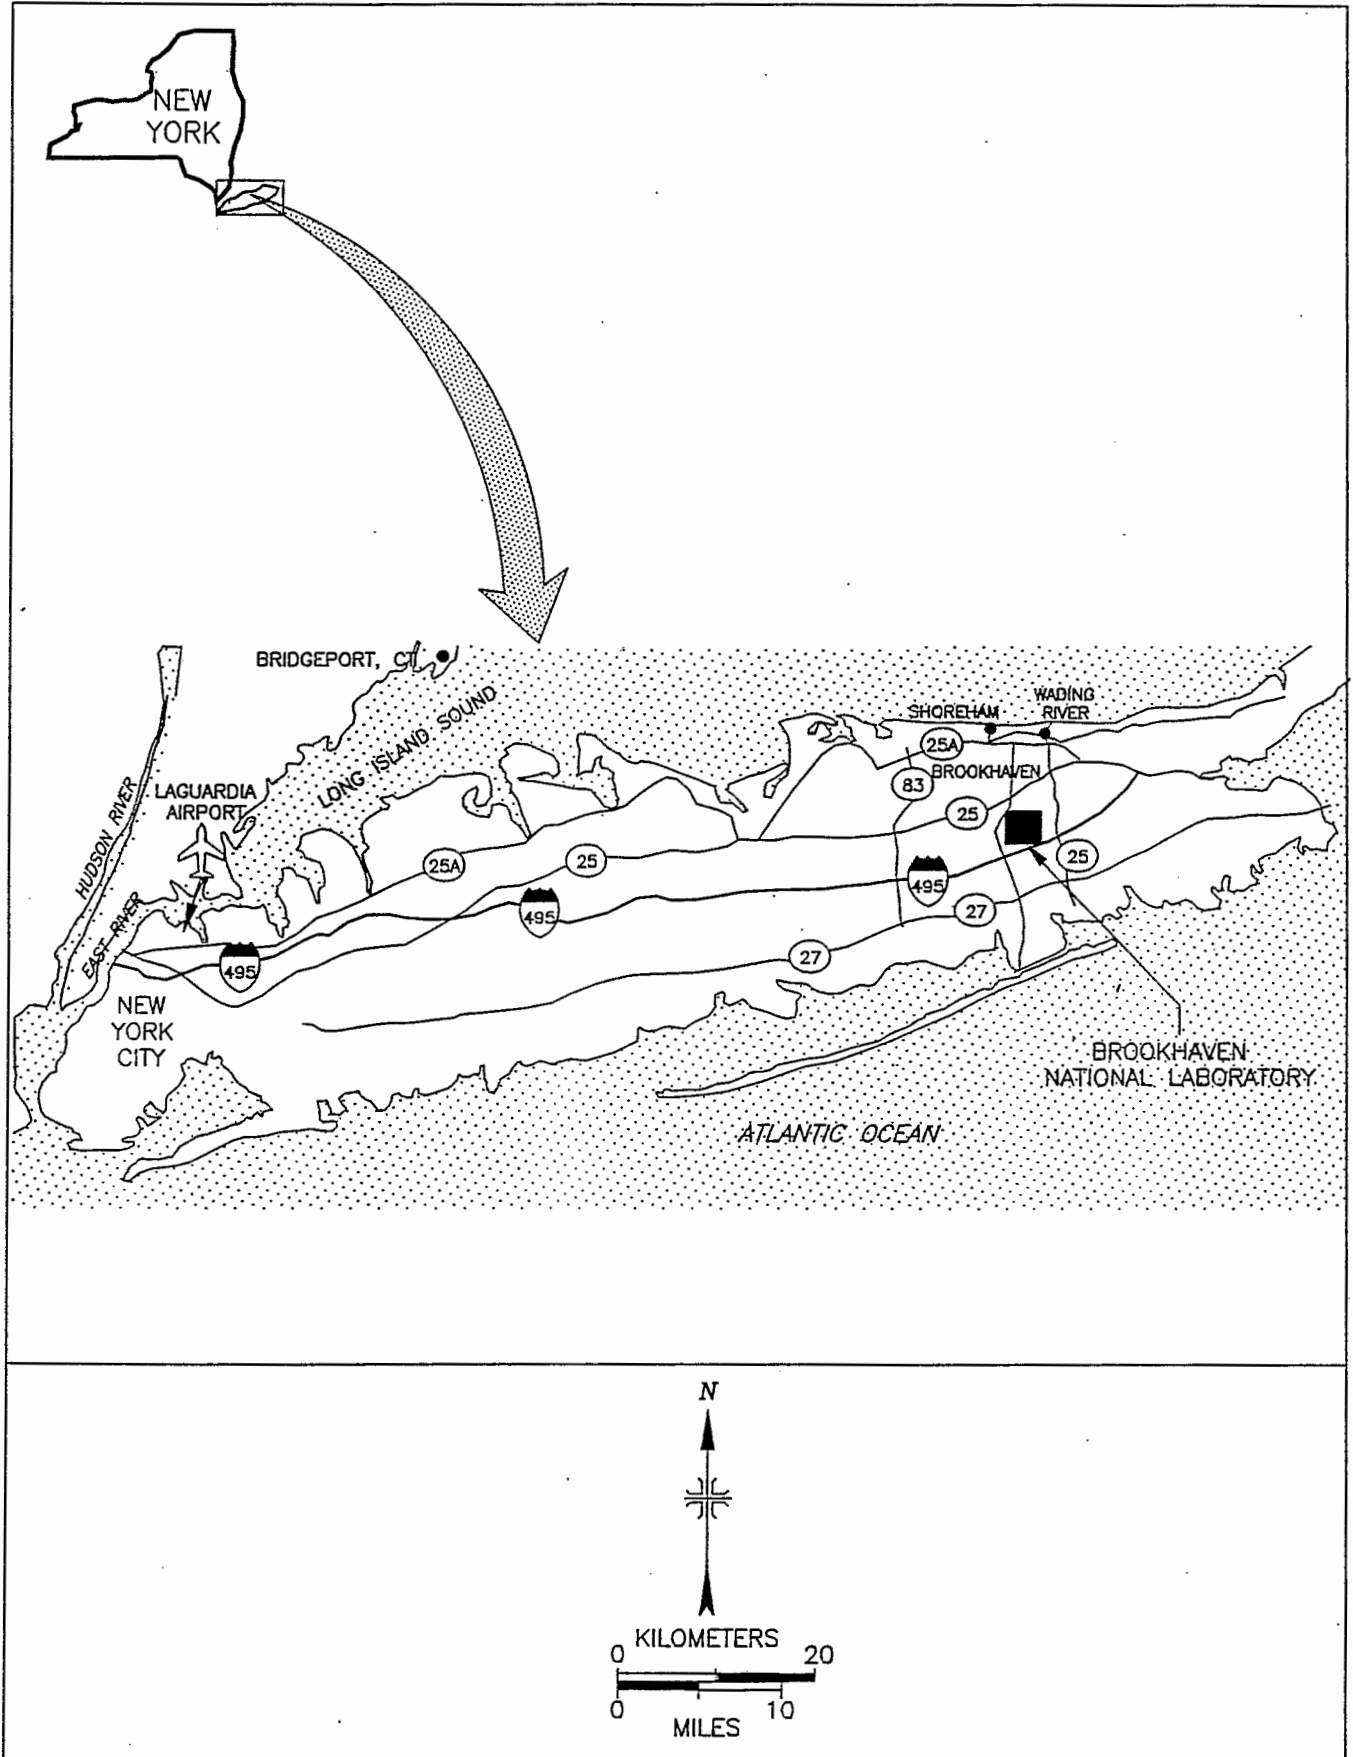 NEW
YORK
BRIDGEPORT, CT
LONG ISLAND SOUND
WADING
RIVER
SHOREHAM
25A
BROOKHAVEN
83
LAGUARDIA
AIRPORT
HUDSON RIVER
25
25A
25
25
495
495
27
EAST RIVER
27
495
NEW
YORK
CITY
BROOKHAVEN
NATIONAL LABORATORY
ATLANTIC OCEAN
N
KILOMETERS
0 20
0 10
MILES